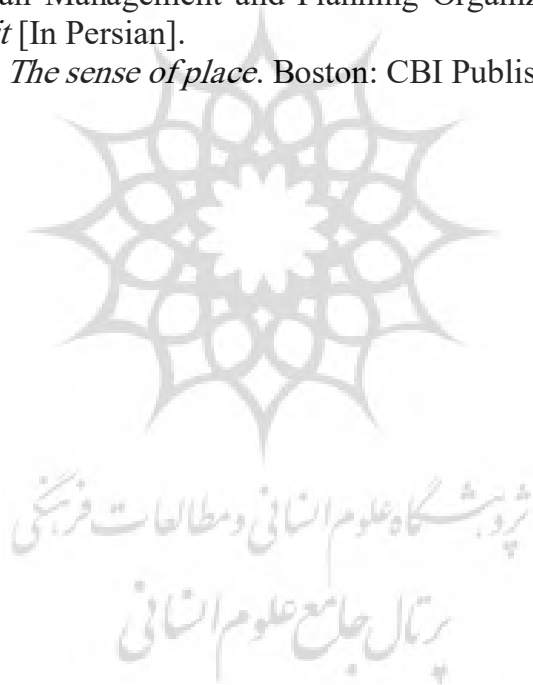 an Management and Planning Organiz
it [In Persian].
The sense of place. Boston: CBI Publis
پژوهشگاه علوم انسانی و مطالعات فرهنگی
پرتال جامع علوم انسانی